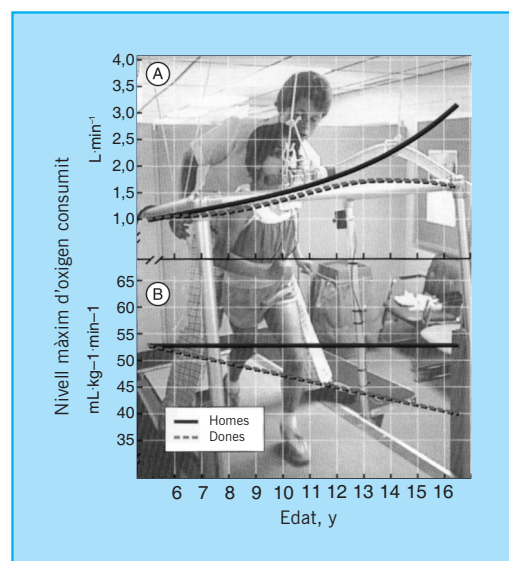 Nivell màxim d'oxigen consumit
L·min⁻¹
A
4,0
3,5
3,0
2,5
2,0
1,5
1,0
mL·kg–1·min–1
B
65
60
55
50
45
40
35
Homes
Dones
6 7 8 9 10 11 12 13 14 15 16
Edat, y